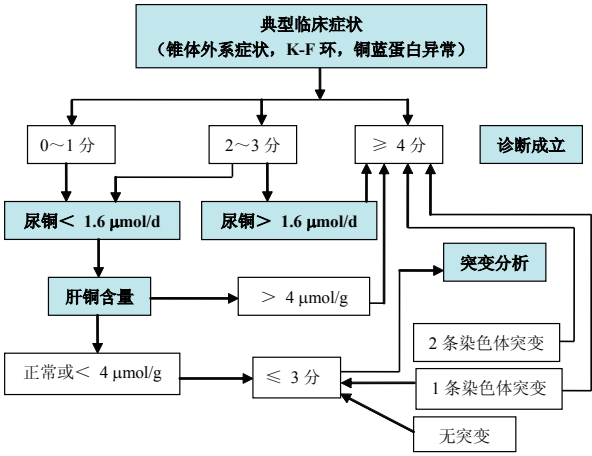 典型临床症状
（锥体外系症状，K-F 环，铜蓝蛋白异常）
0～1 分
2～3 分
≥ 4 分
诊断成立
尿铜＜ 1.6 μmol/d
尿铜＞ 1.6 μmol/d
突变分析
肝铜含量
＞ 4 μmol/g
2 条染色体突变
正常或＜ 4 μmol/g
≤ 3 分
1 条染色体突变
无突变